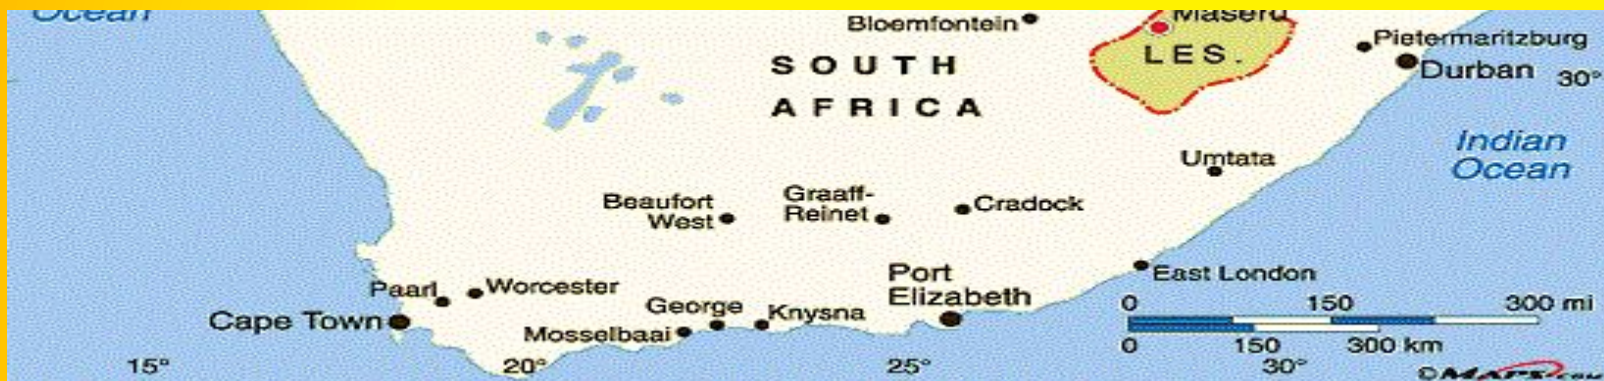 Ocean
Bloemfontein
Maseru
LES.
Pietermaritzburg
Durban
30°
SOUTH
AFRICA
Indian
Ocean
Umtata
Beaufort
West
Graaff-
Reinet
Cradock
East London
Port
Elizabeth
Paarl
Worcester
George
Knysna
Cape Town
Mosselbaai
0 150 300 mi
0 150 300 km
15° 20° 25° 30°
©MAPS.com